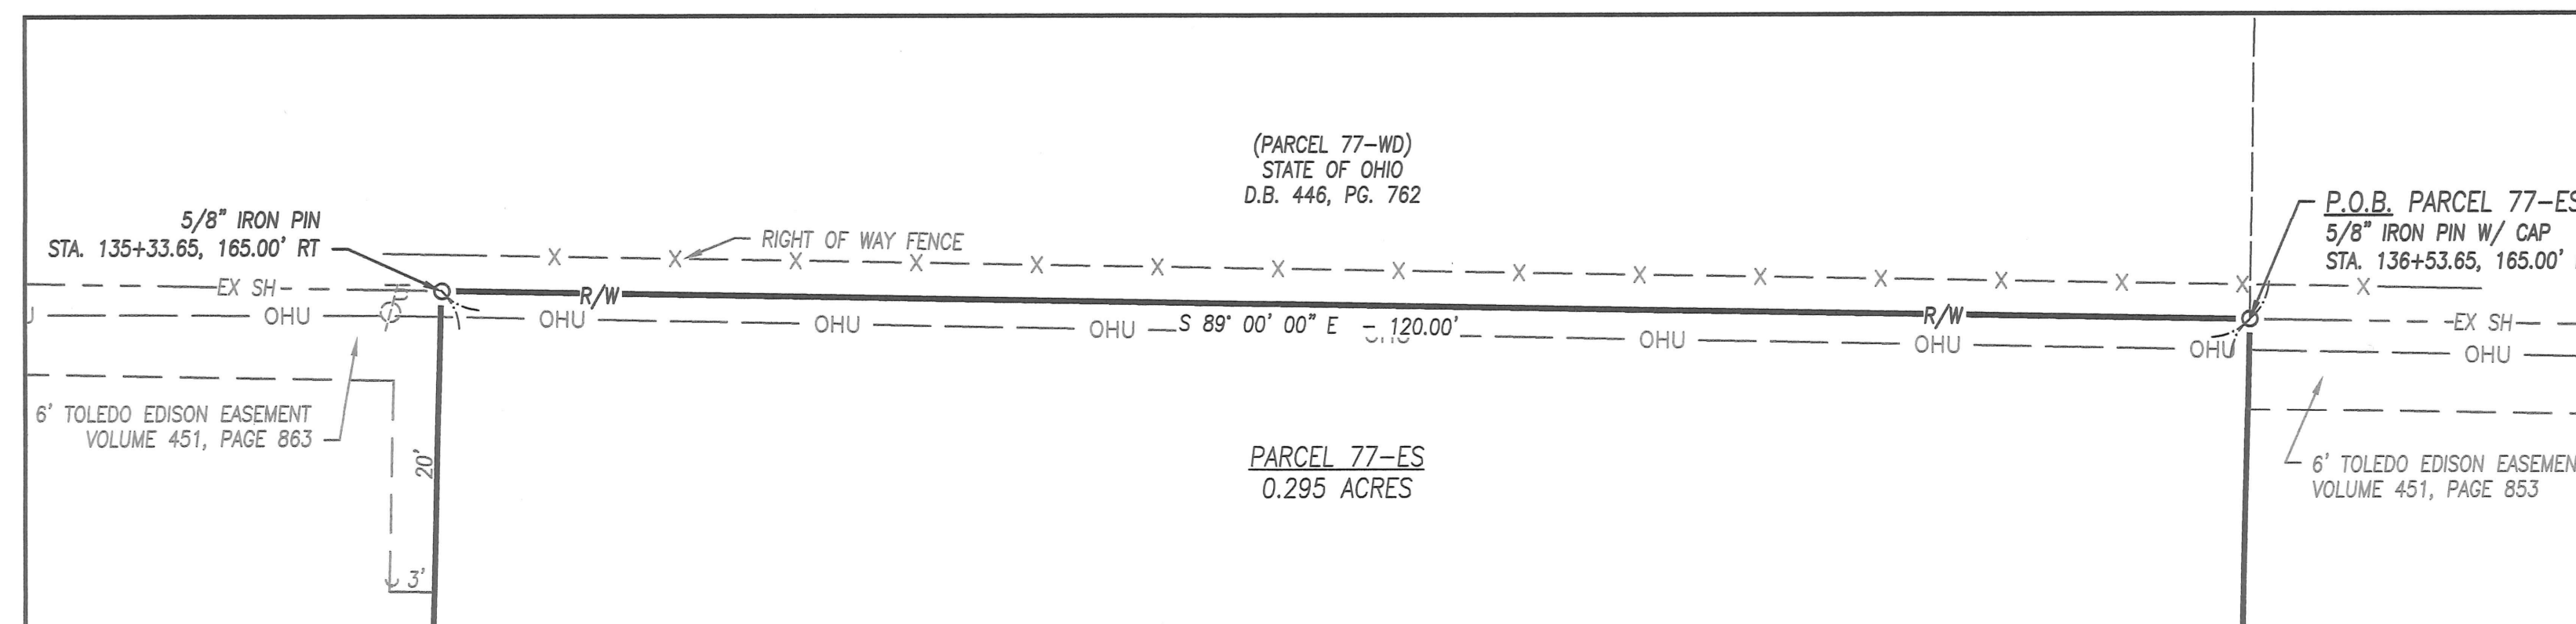 (PARCEL 77-WD)
STATE OF OHIO
D.B. 446, PG. 762
5/8" IRON PIN
STA. 135+33.65, 165.00' RT
RIGHT OF WAY FENCE
P.O.B. PARCEL 77-ES
5/8" IRON PIN W/ CAP
STA. 136+53.65, 165.00'
X X X X X X X X X X X X X X X X
EX SH
R/W
R/W
EX SH
OHU
OHU
OHU
OHU
S 89° 00' 00" E - 120.00'
OHU
OHU
OHU
OHU
6' TOLEDO EDISON EASEMENT
VOLUME 451, PAGE 863
20'
3'
PARCEL 77-ES
0.295 ACRES
6' TOLEDO EDISON EASEMEN
VOLUME 451, PAGE 853